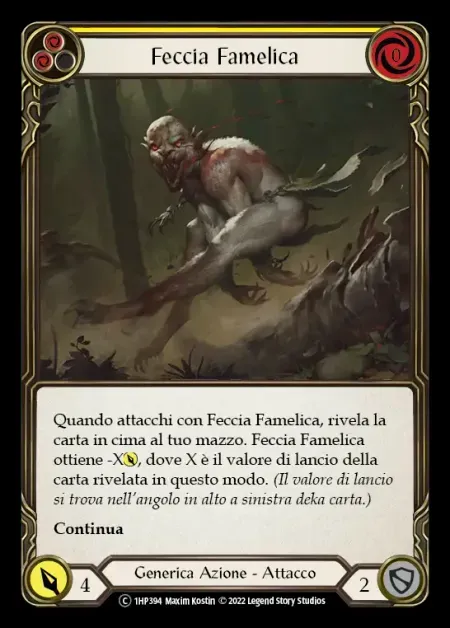 Feccia Famelica
0
Quando attacchi con Feccia Famelica, rivela la
carta in cima al tuo mazzo. Feccia Famelica
ottiene -X, dove X è il valore di lancio della
carta rivelata in questo modo. (Il valore di lancio
si trova nell'angolo in alto a sinistra deka carta.)
Continua
4
Generica Azione - Attacco
2
C 1HP394 Maxim Kostin © 2022 Legend Story Studios